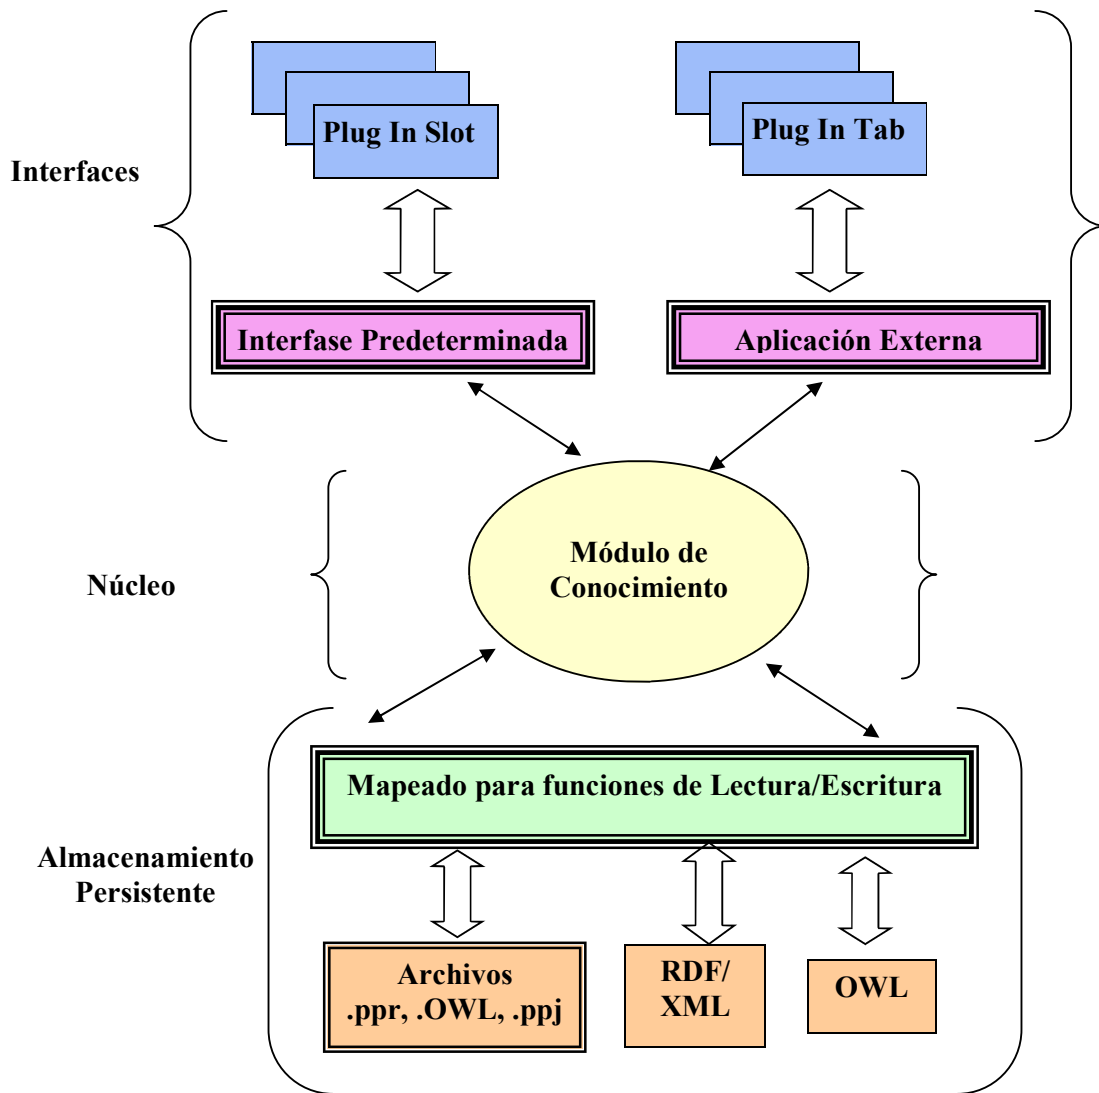 Plug In Slot
Plug In Tab
Interfaces
Interfase Predeterminada
Aplicación Externa
Módulo de
Conocimiento
Núcleo
Mapeado para funciones de Lectura/Escritura
Almacenamiento
Persistente
Archivos
.ppr, .OWL, .ppj
RDF/
XML
OWL